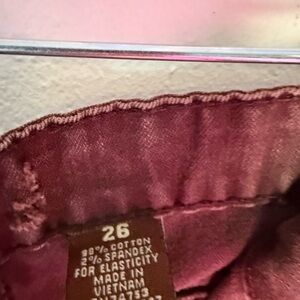 26
98% COTTON
2% SPANDEX
FOR ELASTICITY
MADE IN
VIETNAM